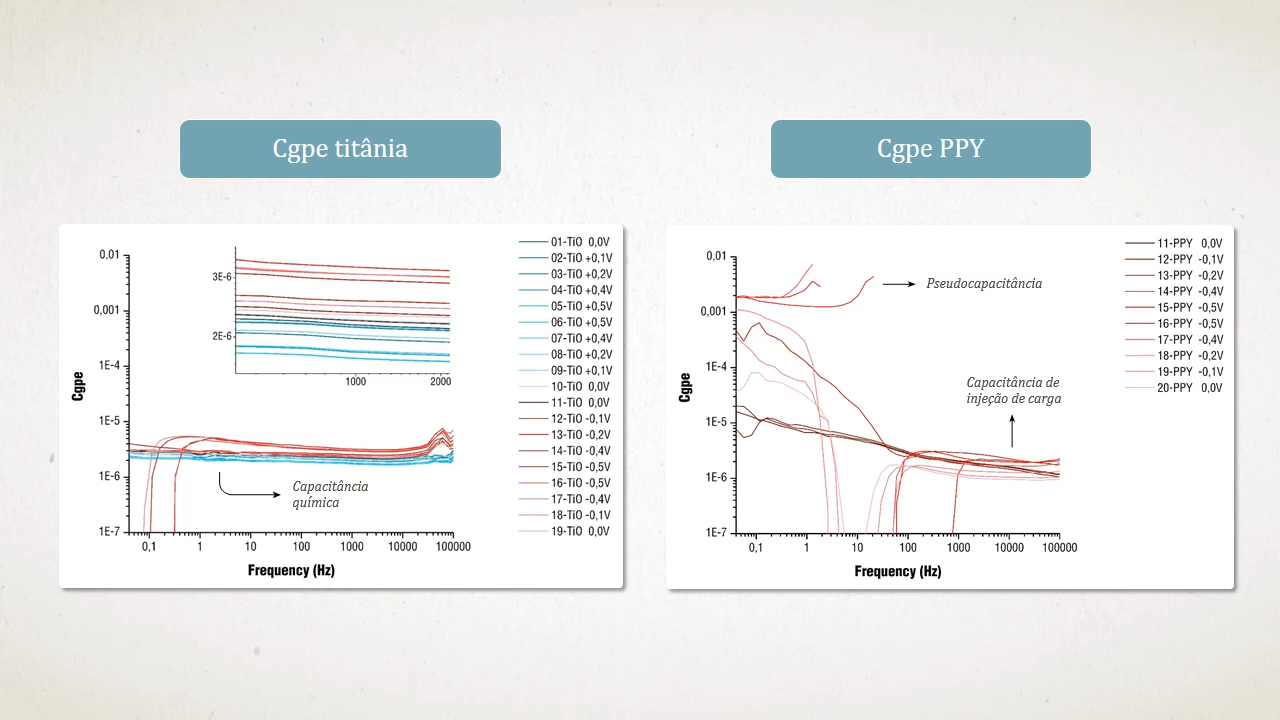 Cgpe titânia
Cgpe PPY
0,01
0,001
1E-4
1E-5
1E-6
1E-7
Cgpe
3E-6
2E-6
1000
2000
Capacitância
química
0,1
1
10
100
1000
10000
100000
Frequency (Hz)
01-TiO 0,0V
02-TiO +0,1V
03-TiO +0,2V
04-TiO +0,4V
05-TiO +0,5V
06-TiO +0,5V
07-TiO +0,4V
08-TiO +0,2V
09-TiO +0,1V
10-TiO 0,0V
11-TiO 0,0V
12-TiO -0,1V
13-TiO -0,2V
14-TiO -0,4V
15-TiO -0,5V
16-TiO -0,5V
17-TiO -0,4V
18-TiO -0,1V
19-TiO 0,0V
0,01
0,001
1E-4
1E-5
1E-6
1E-7
Cgpe
Pseudocapacitância
Capacitância de
injeção de carga
0,1
1
10
100
1000
10000
100000
Frequency (Hz)
11-PPY 0,0V
12-PPY -0,1V
13-PPY -0,2V
14-PPY -0,4V
15-PPY -0,5V
16-PPY -0,5V
17-PPY -0,4V
18-PPY -0,2V
19-PPY -0,1V
20-PPY 0,0V